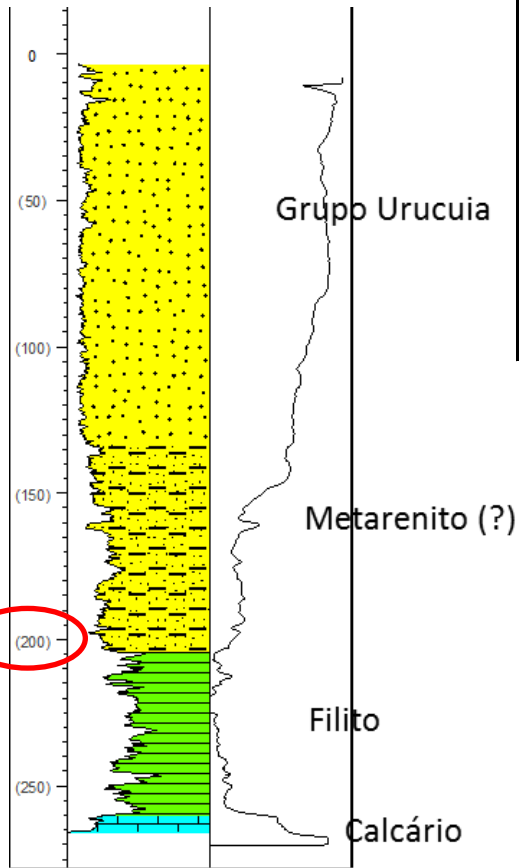 0
(50)
Grupo Urucuia
(100)
(150)
Metarenito (?)
(200)
Filito
(250)
Calcário